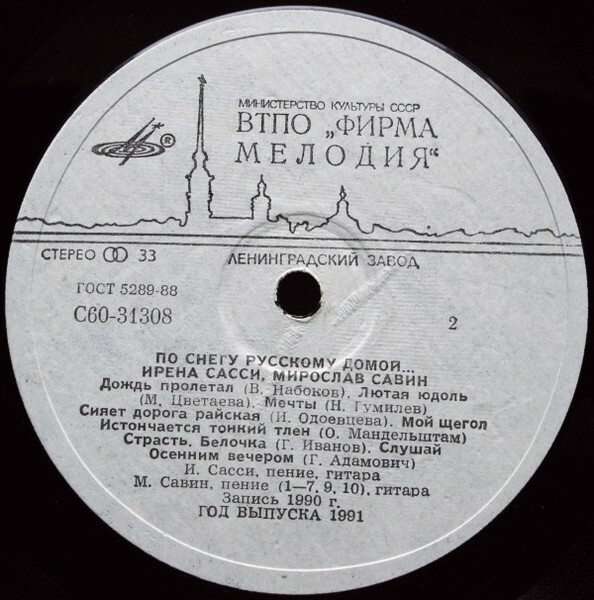 МИНИСТЕРСТВО КУЛЬТУРЫ СССР
ВТПО „ФИРМА
МЕЛОДИЯ“
®
СТЕРЕО 33
ЛЕНИНГРАДСКИЙ ЗАВОД
ГОСТ 5289-88
С60-31308
2
ПО СНЕГУ РУССКОМУ ДОМОЙ...
ИРЕНА САССИ, МИРОСЛАВ САВИН
Дождь пролетал (В. Набоков). Лютая юдоль
(М. Цветаева). Мечты (Н. Гумилев)
Сияет дорога райская (И. Одоевцева). Мой щегол
Истончается тонкий тлен (О. Мандельштам)
Страсть. Белочка (Г. Иванов). Слушай
Осенним вечером (Г. Адамович)
И. Сасси, пение, гитара
М. Савин, пение (1—7, 9, 10), гитара
Запись 1990 г.
ГОД ВЫПУСКА 1991